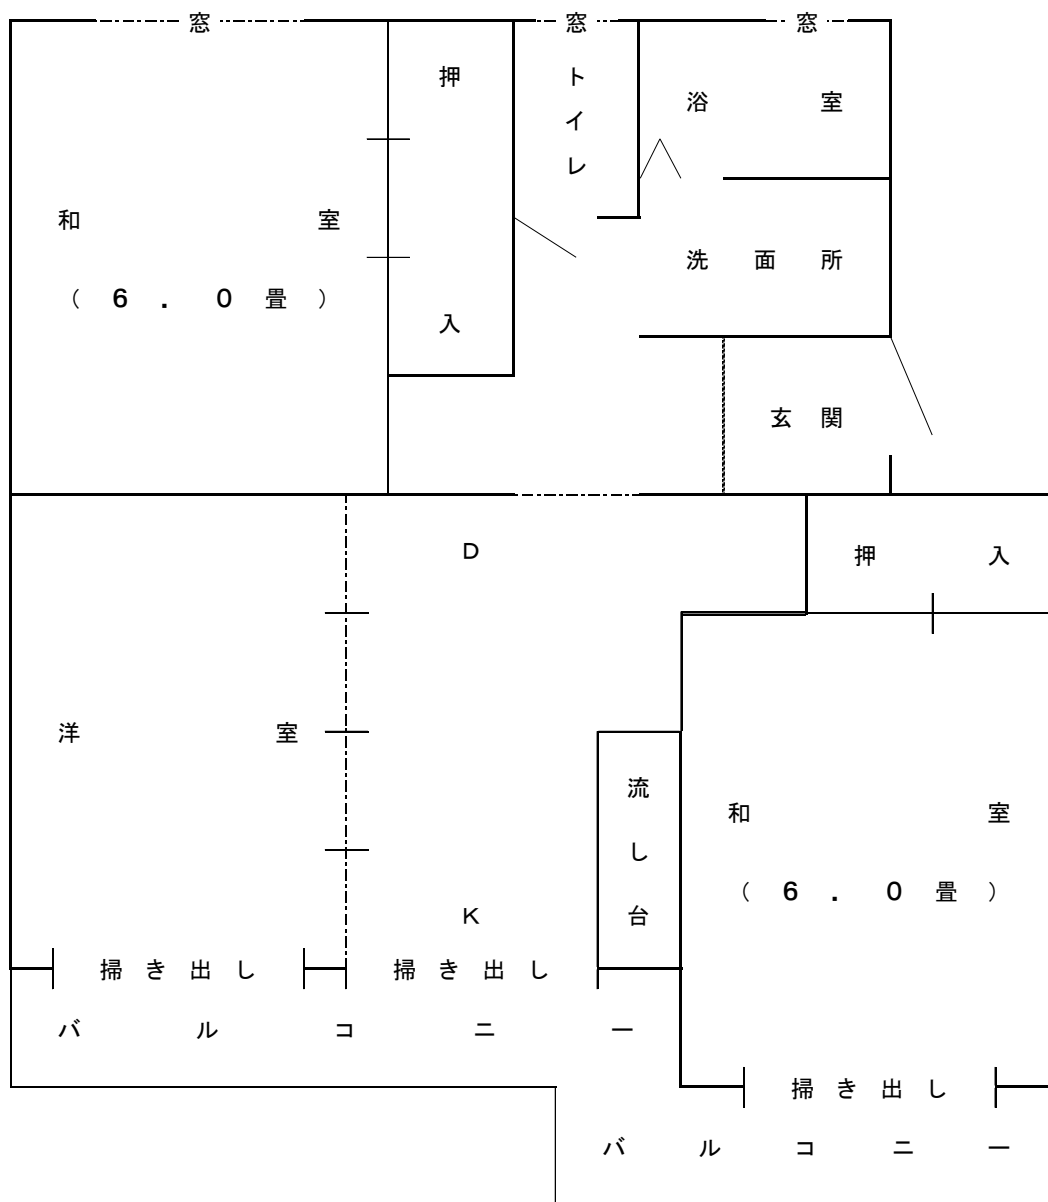 窓 窓 窓
押入
トイレ
浴室
和室
（６．０畳）
洗面所
玄関
DK
押入
洋室
流し台
和室
（６．０畳）
掃き出し 掃き出し
バルコニー
掃き出し
バルコニー